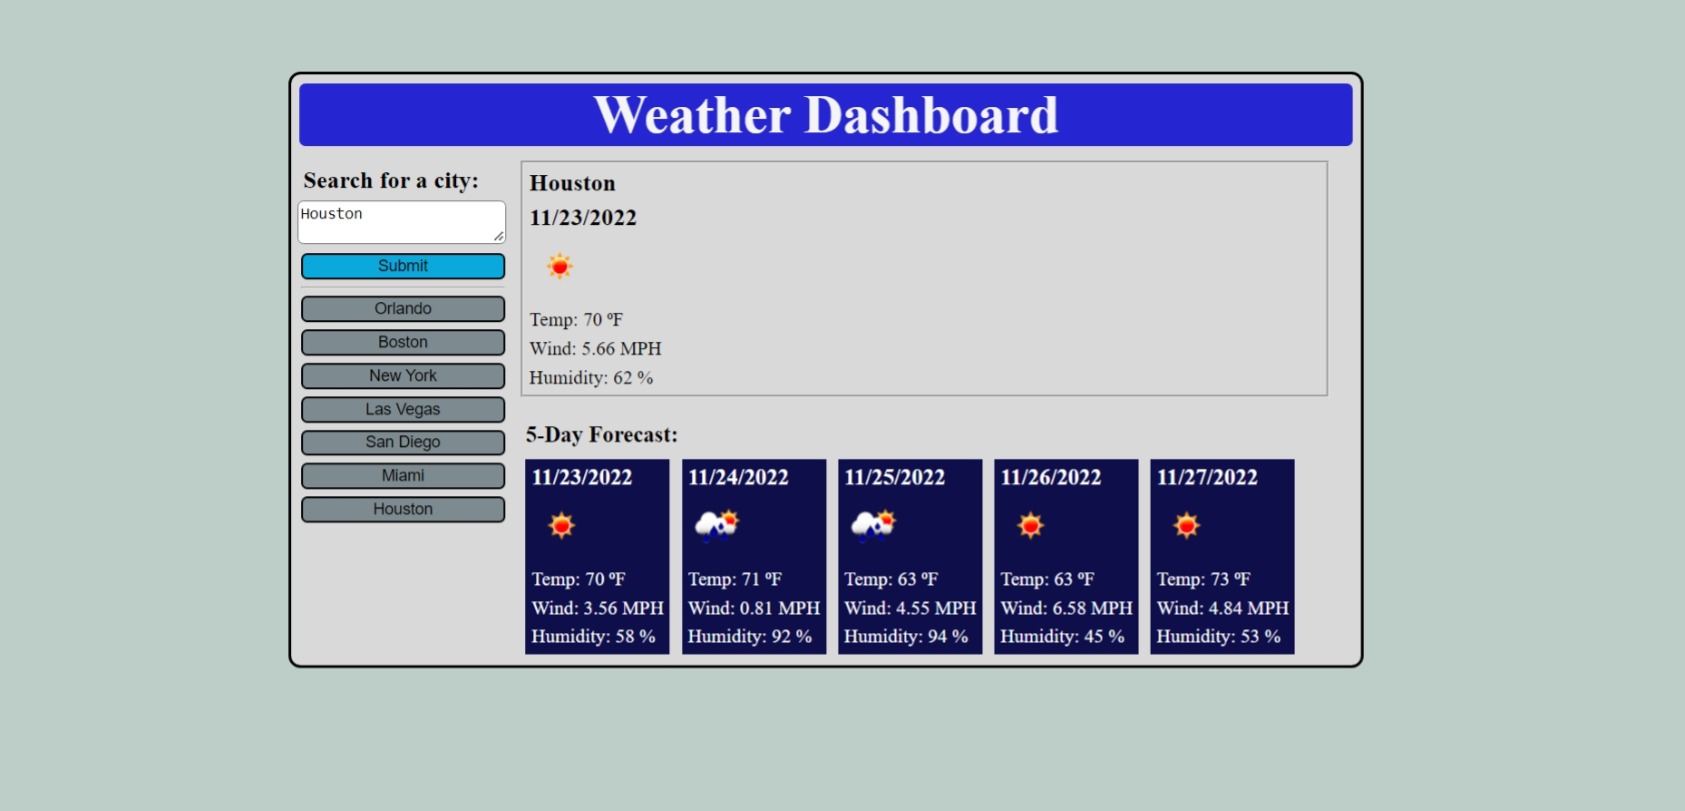 Weather Dashboard
Search for a city:
Houston
Submit
Orlando
Boston
New York
Las Vegas
San Diego
Miami
Houston
Houston
11/23/2022
Temp: 70 ºF
Wind: 5.66 MPH
Humidity: 62 %
5-Day Forecast:
11/23/2022
Temp: 70 ºF
Wind: 3.56 MPH
Humidity: 58 %
11/24/2022
Temp: 71 ºF
Wind: 0.81 MPH
Humidity: 92 %
11/25/2022
Temp: 63 ºF
Wind: 4.55 MPH
Humidity: 94 %
11/26/2022
Temp: 63 ºF
Wind: 6.58 MPH
Humidity: 45 %
11/27/2022
Temp: 73 ºF
Wind: 4.84 MPH
Humidity: 53 %